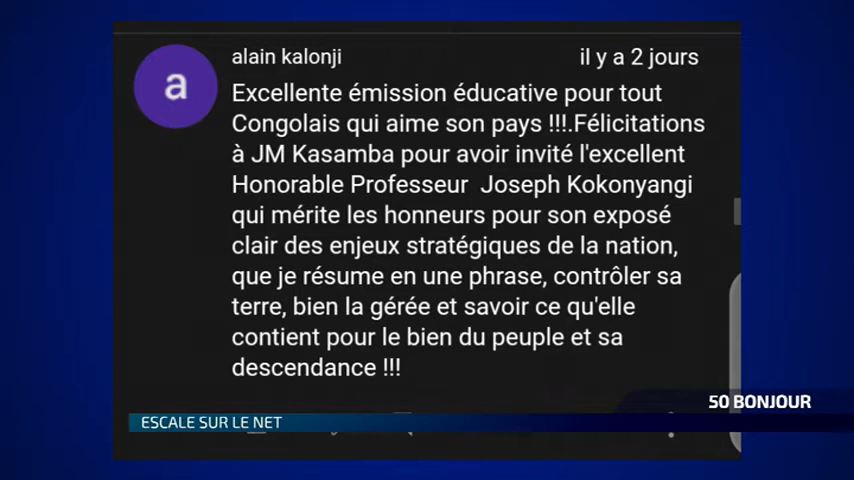 a
alain kalonji
il y a 2 jours
Excellente émission éducative pour tout
Congolais qui aime son pays !!!.Félicitations
à JM Kasamba pour avoir invité l'excellent
Honorable Professeur Joseph Kokonyangi
qui mérite les honneurs pour son exposé
clair des enjeux stratégiques de la nation,
que je résume en une phrase, contrôler sa
terre, bien la gérée et savoir ce qu'elle
contient pour le bien du peuple et sa
descendance !!!
50 BONJOUR
ESCALE SUR LE NET